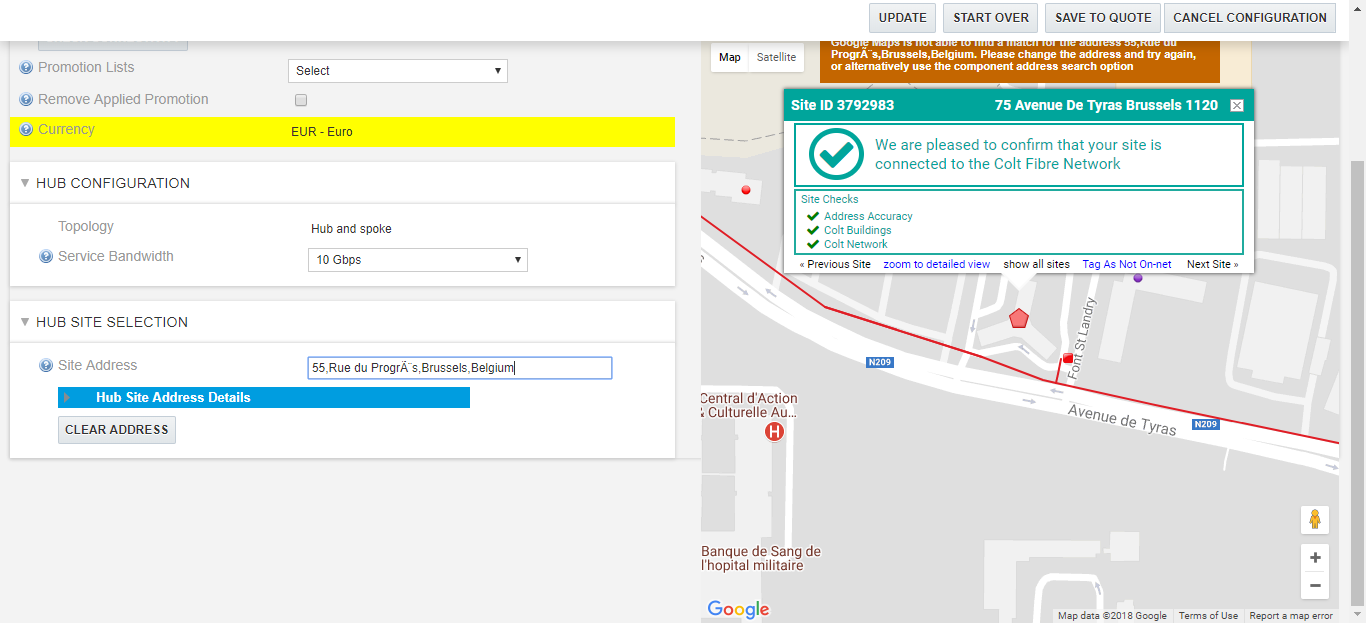 UPDATE
START OVER
SAVE TO QUOTE
CANCEL CONFIGURATION
Promotion Lists
Select
Remove Applied Promotion
Currency
EUR - Euro
HUB CONFIGURATION
Topology
Hub and spoke
Service Bandwidth
10 Gbps
HUB SITE SELECTION
Site Address
55,Rue du ProgrÃ¨s,Brussels,Belgium
Hub Site Address Details
CLEAR ADDRESS
Map
Satellite
Google Maps is not able to find a match for the address 55,Rue du
ProgrÃ¨s,Brussels,Belgium. Please change the address and try again,
or alternatively use the component address search option
Site ID 3792983
75 Avenue De Tyras Brussels 1120
We are pleased to confirm that your site is
connected to the Colt Fibre Network
Site Checks
Address Accuracy
Colt Buildings
Colt Network
« Previous Site
zoom to detailed view
show all sites
Tag As Not On-net
Next Site »
Font St Landry
N209
Avenue de Tyras
N209
Central d'Action
& Culturelle Au...
H
Banque de Sang de
l'hopital militaire
Google
Map data ©2018 Google
Terms of Use
Report a map error